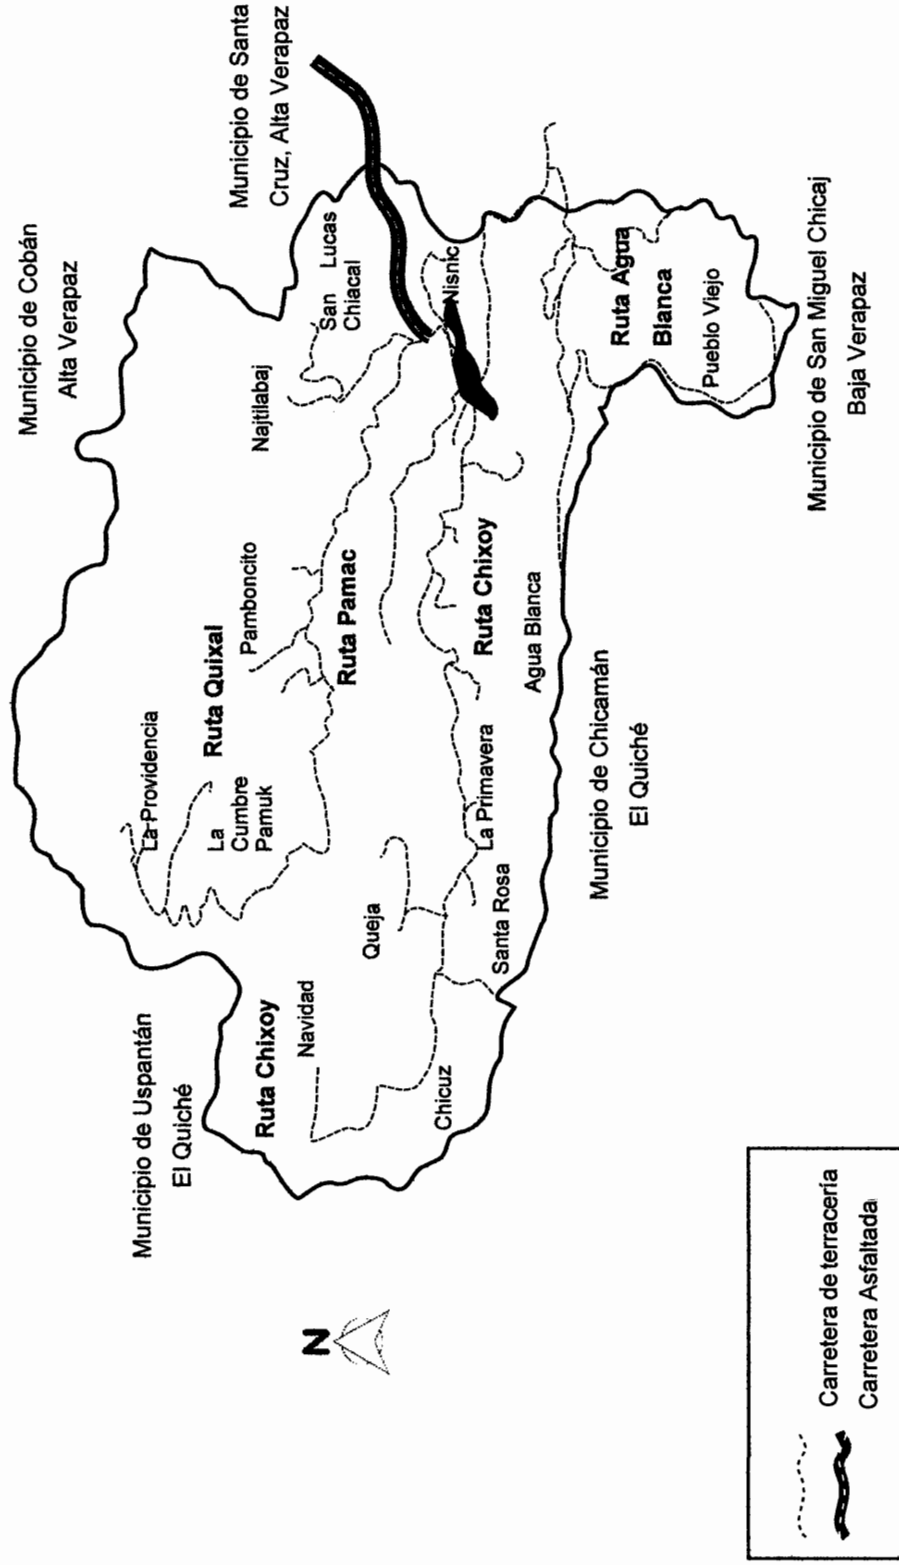 Municipio de Cobán
Alta Verapaz
Municipio de Santa
Cruz, Alta Verapaz
Municipio de Uspantán
El Quiché
La Providencia
Ruta Quixal
La
Cumbre
Pamuk
Pamboncito
Najtilabaj
San Lucas
Chiacal
Ruta Chixoy
Navidad
N
Ruta Pamac
Queja
Nisnic
Chicuz
La Primavera
Ruta Chixoy
Santa Rosa
Agua Blanca
Ruta Agua
Blanca
Pueblo Viejo
Municipio de Chicamán
El Quiché
Municipio de San Miguel Chicaj
Baja Verapaz
Carretera de terracería
Carretera Asfaltada